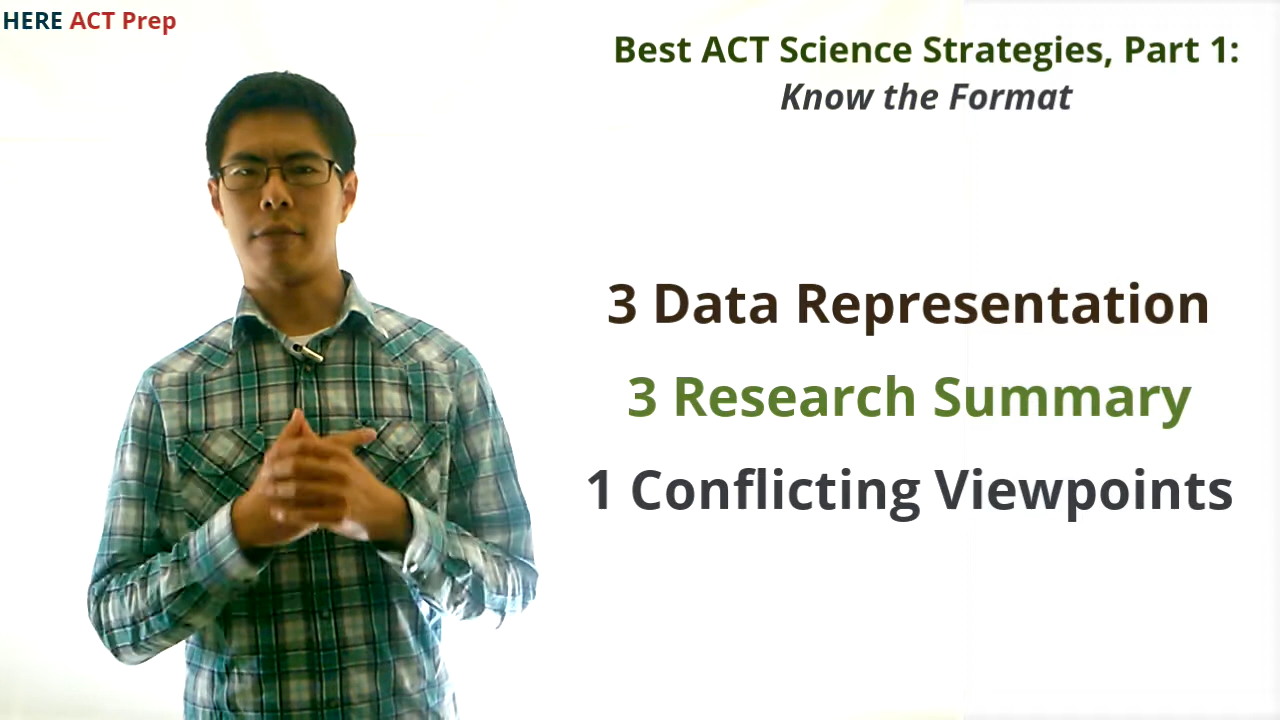 HERE ACT Prep
Best ACT Science Strategies, Part 1:
Know the Format
3 Data Representation
3 Research Summary
1 Conflicting Viewpoints